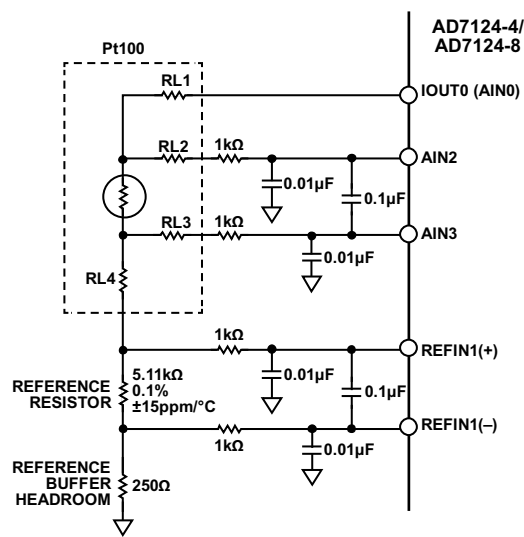 AD7124-4/
AD7124-8
Pt100
RL1
IOUT0 (AIN0)
RL2
1kΩ
AIN2
0.01µF
0.1µF
RL3
1kΩ
AIN3
0.01µF
RL4
1kΩ
REFIN1(+)
REFERENCE
RESISTOR
5.11kΩ
0.1%
±15ppm/°C
0.01µF
0.1µF
1kΩ
REFIN1(–)
0.01µF
REFERENCE
BUFFER
HEADROOM
250Ω